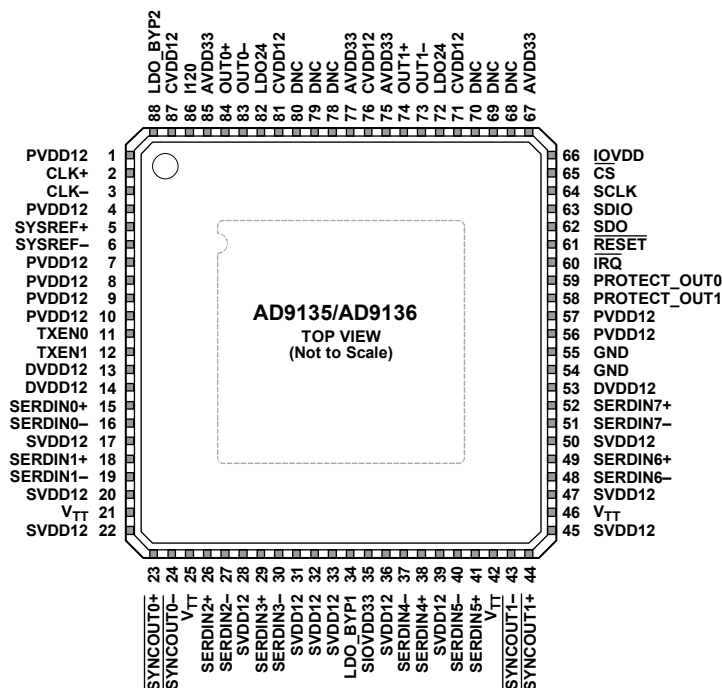 88 LDO_BYP2
87 CVDD12
86 I120
85 AVDD33
84 OUT0+
83 OUT0–
82 LDO24
81 CVDD12
80 DNC
79 DNC
78 DNC
77 AVDD33
76 CVDD12
75 AVDD33
74 OUT1+
73 OUT1–
72 LDO24
71 CVDD12
70 DNC
69 DNC
68 DNC
67 AVDD33
PVDD12 1
CLK+ 2
CLK– 3
PVDD12 4
SYSREF+ 5
SYSREF– 6
PVDD12 7
PVDD12 8
PVDD12 9
PVDD12 10
TXEN0 11
TXEN1 12
DVDD12 13
DVDD12 14
SERDIN0+ 15
SERDIN0– 16
SVDD12 17
SERDIN1+ 18
SERDIN1– 19
SVDD12 20
VTT 21
SVDD12 22
AD9135/AD9136
TOP VIEW
(Not to Scale)
66 IOVDD
65 CS
64 SCLK
63 SDIO
62 SDO
61 RESET
60 IRQ
59 PROTECT_OUT0
58 PROTECT_OUT1
57 PVDD12
56 PVDD12
55 GND
54 GND
53 DVDD12
52 SERDIN7+
51 SERDIN7–
50 SVDD12
49 SERDIN6+
48 SERDIN6–
47 SVDD12
46 VTT
45 SVDD12
SYNCOUT0+ 23
SYNCOUT0– 24
VTT 25
SERDIN2+ 26
SERDIN2– 27
SVDD12 28
SERDIN3+ 29
SERDIN3– 30
SVDD12 31
SVDD12 32
SVDD12 33
LDO_BYP1 34
SIOVDD33 35
SVDD12 36
SERDIN4– 37
SERDIN4+ 38
SVDD12 39
SERDIN5– 40
SERDIN5+ 41
VTT 42
SYNCOUT1– 43
SYNCOUT1+ 44